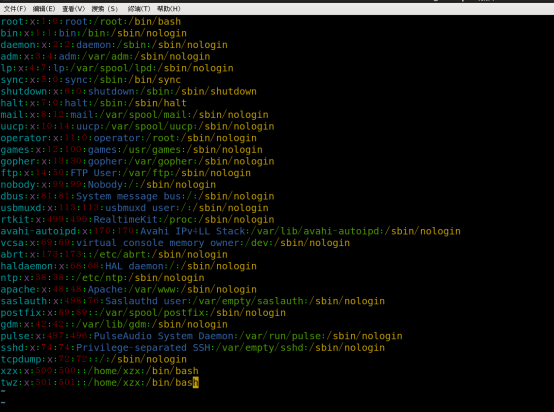 文件(F) 编辑(E) 查看(V) 搜索 (S) 终端(T) 帮助(H)
root:x:1:0:root:/root:/bin/bash
bin:x:1:1:bin:/bin:/sbin/nologin
daemon:x:2:2:daemon:/sbin:/sbin/nologin
adm:x:3:4:adm:/var/adm:/sbin/nologin
lp:x:4:7:lp:/var/spool/lpd:/sbin/nologin
sync:x:5:0:sync:/sbin:/bin/sync
shutdown:x:6:0:shutdown:/sbin:/sbin/shutdown
halt:x:7:0:halt:/sbin:/sbin/halt
mail:x:8:12:mail:/var/spool/mail:/sbin/nologin
uucp:x:10:14:uucp:/var/spool/uucp:/sbin/nologin
operator:x:11:0:operator:/root:/sbin/nologin
games:x:12:100:games:/usr/games:/sbin/nologin
gopher:x:13:30:gopher:/var/gopher:/sbin/nologin
ftp:x:14:50:FTP User:/var/ftp:/sbin/nologin
nobody:x:99:99:Nobody:/:/sbin/nologin
dbus:x:81:81:System message bus:/:/sbin/nologin
usbmuxd:x:113:113:usbmuxd user:/:/sbin/nologin
rtkit:x:499:RealtimeKit:/proc:/sbin/nologin
avahi-autoipd:x:170:170:Avahi IPv4LL Stack:/var/lib/avahi-autoipd:/sbin/nologin
vcsa:x:69:69:virtual console memory owner:/dev:/sbin/nologin
abrt:x:173:173::/etc/abrt:/sbin/nologin
haldaemon:x:68:68:HAL daemon:/:/sbin/nologin
ntp:x:38:38::/etc/ntp:/sbin/nologin
apache:x:48:48:Apache:/var/www:/sbin/nologin
saslauth:x:498:76:Saslauthd user:/var/empty/saslauth:/sbin/nologin
postfix:x:89:89::/var/spool/postfix:/sbin/nologin
gdm:x:42:42::/var/lib/gdm:/sbin/nologin
pulse:x:497:PulseAudio System Daemon:/var/run/pulse:/sbin/nologin
sshd:x:74:74:Privilege-separated SSH:/var/empty/sshd:/sbin/nologin
tcpdump:x:72:72::/:/sbin/nologin
xzx:x:500:500::/home/xzx:/bin/bash
twz:x:501:501::/home/xzx:/bin/bash
~
~